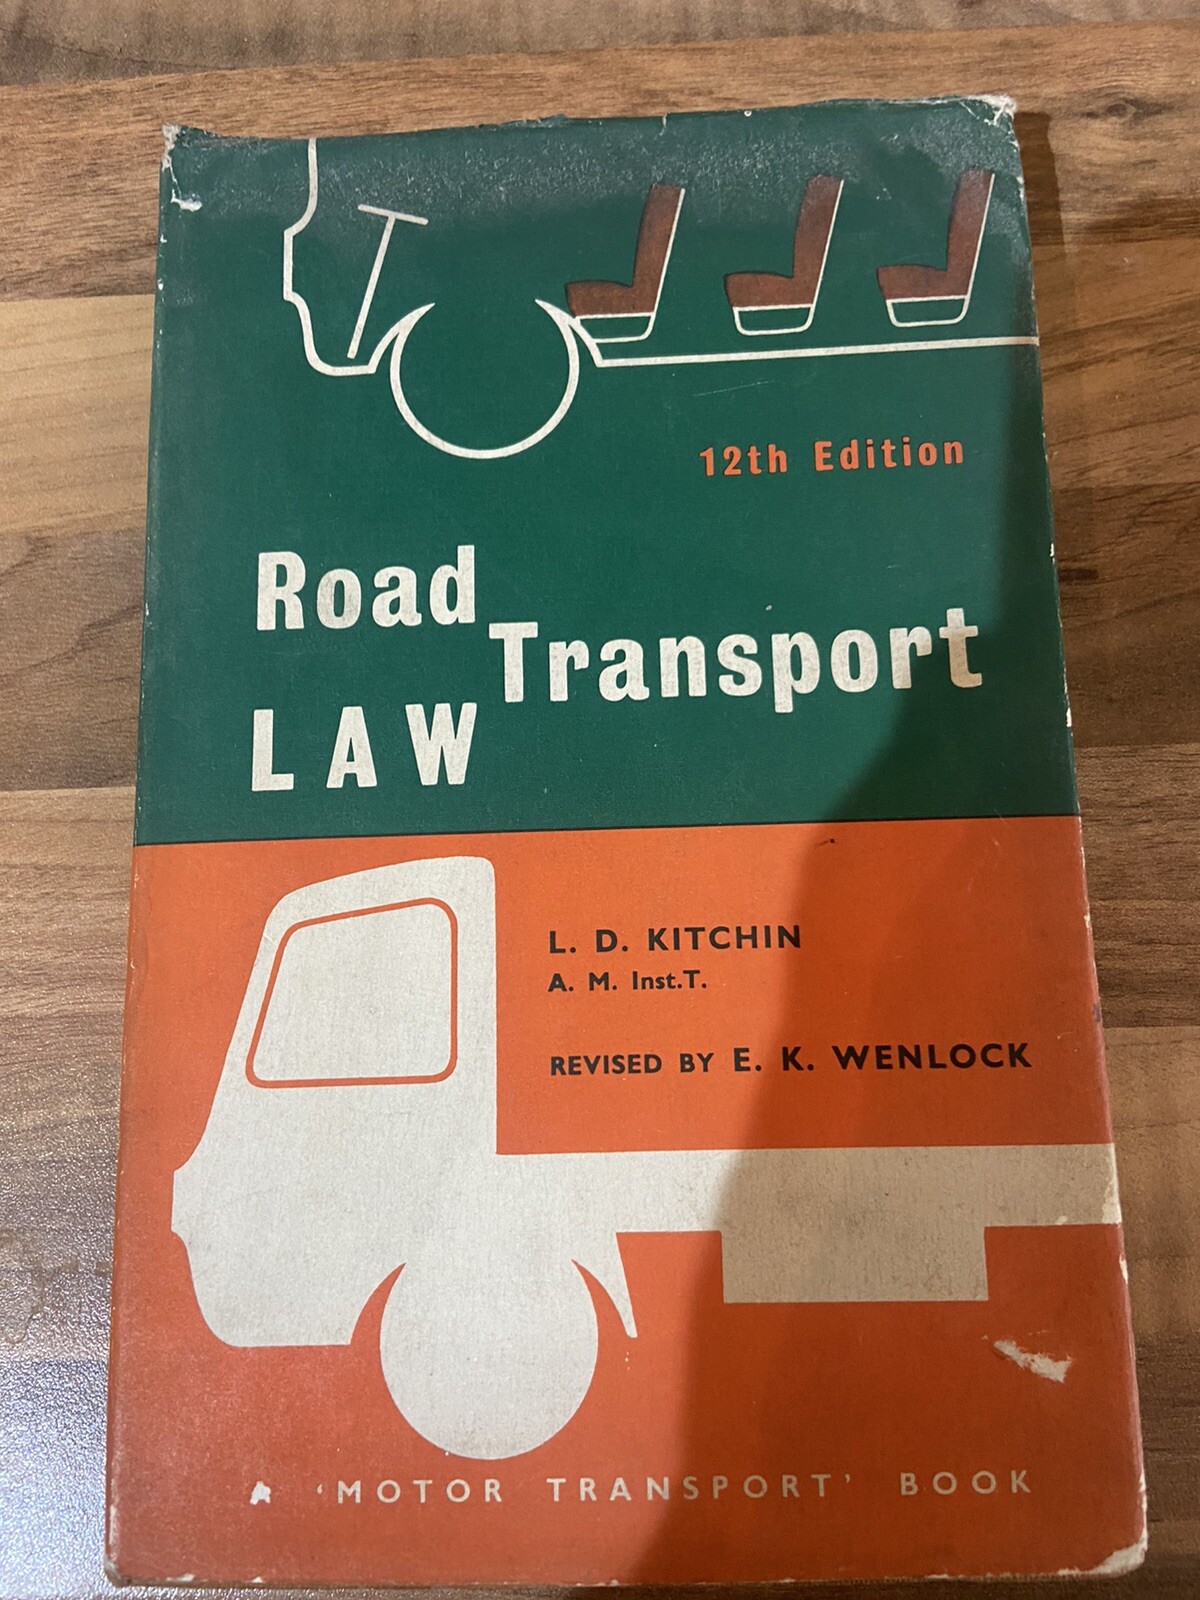 12th Edition
Road
Transport
LAW
L. D. KITCHIN
A. M. Inst.T.
REVISED BY E. K. WENLOCK
A 'MOTOR TRANSPORT' BOOK